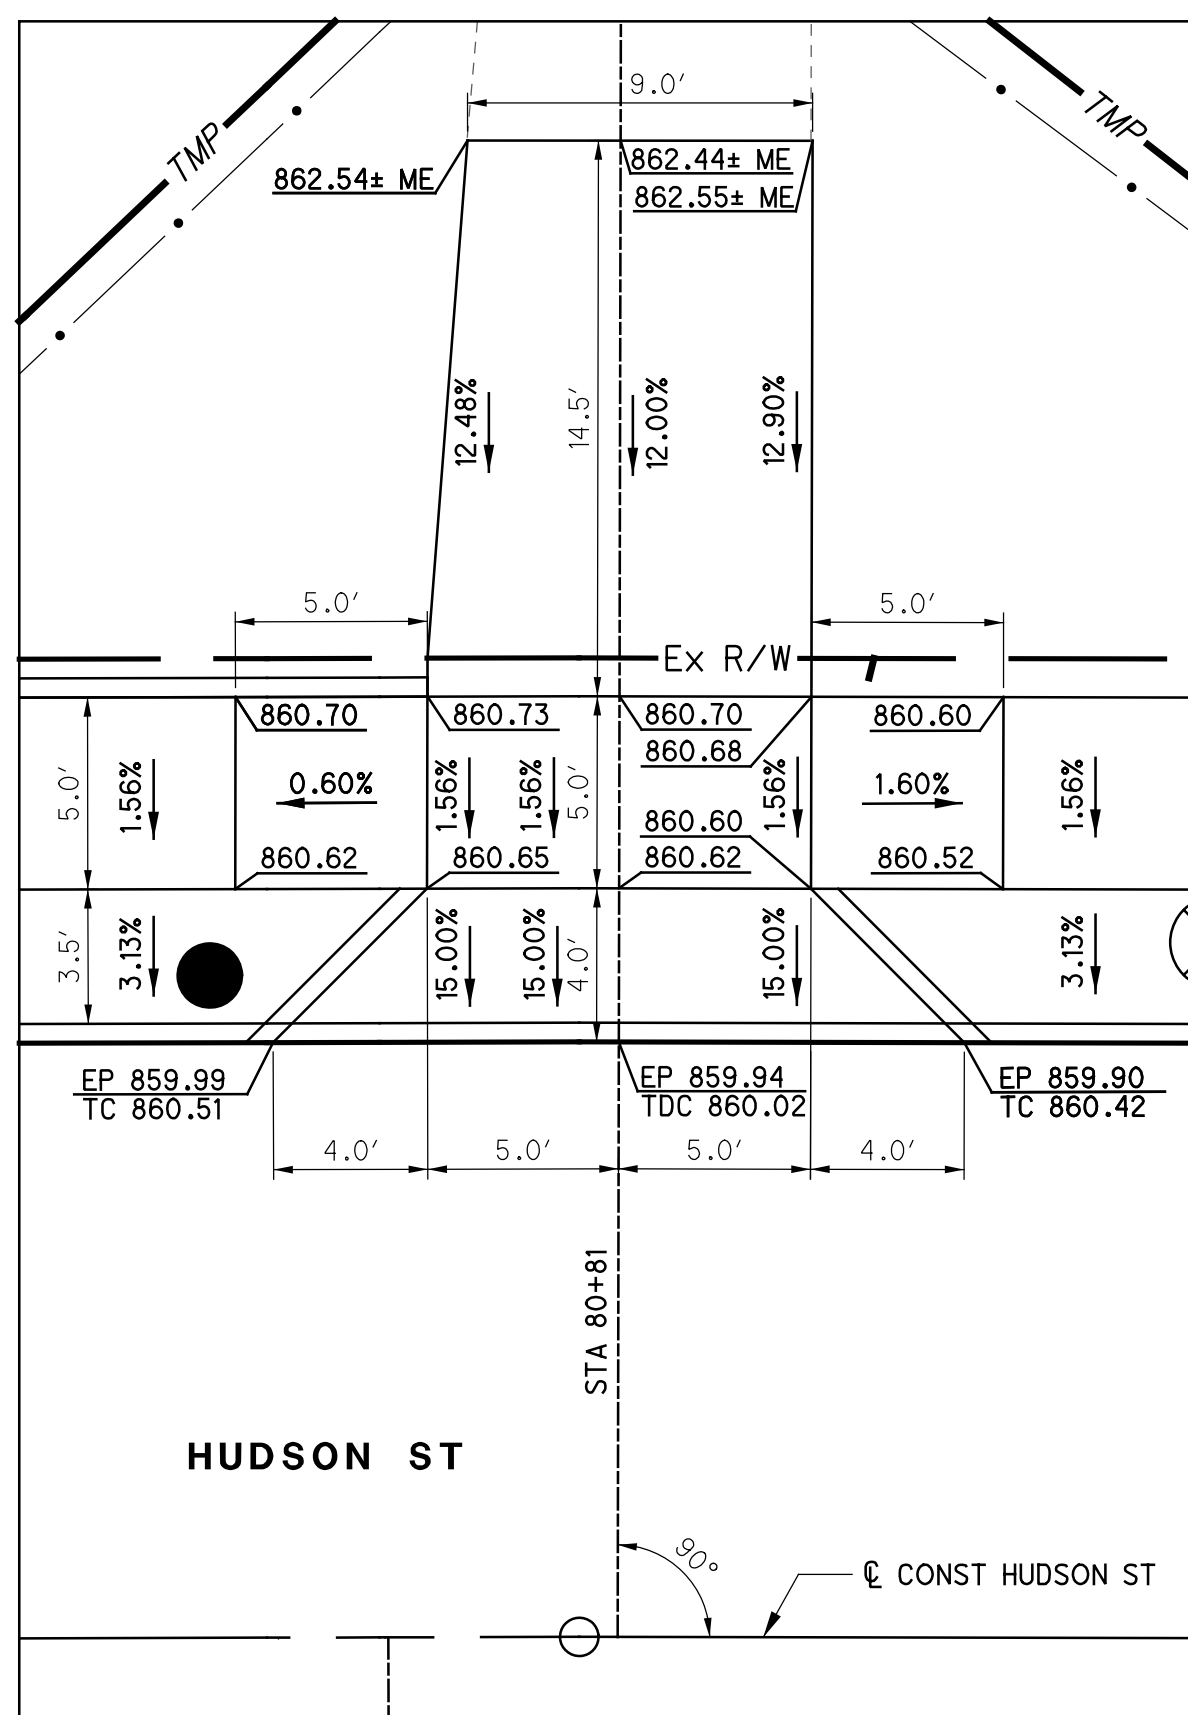 9.0′
TMP
TMP
862.54± ME
862.44± ME
862.55± ME
12.48%
14.5′
12.00%
12.90%
5.0′
5.0′
Ex R/W
860.70
860.73
860.70
860.60
860.68
5.0′
1.56%
0.60%
1.56%
1.56%
5.0′
1.56%
1.60%
1.56%
860.60
860.62
860.65
860.62
860.52
3.5′
3.13%
15.00%
15.00%
4.0′
15.00%
3.13%
EP 859.99
TC 860.51
EP 859.94
TDC 860.02
EP 859.90
TC 860.42
4.0′
5.0′
5.0′
4.0′
STA 80+81
HUDSON ST
90°
℄ CONST HUDSON ST